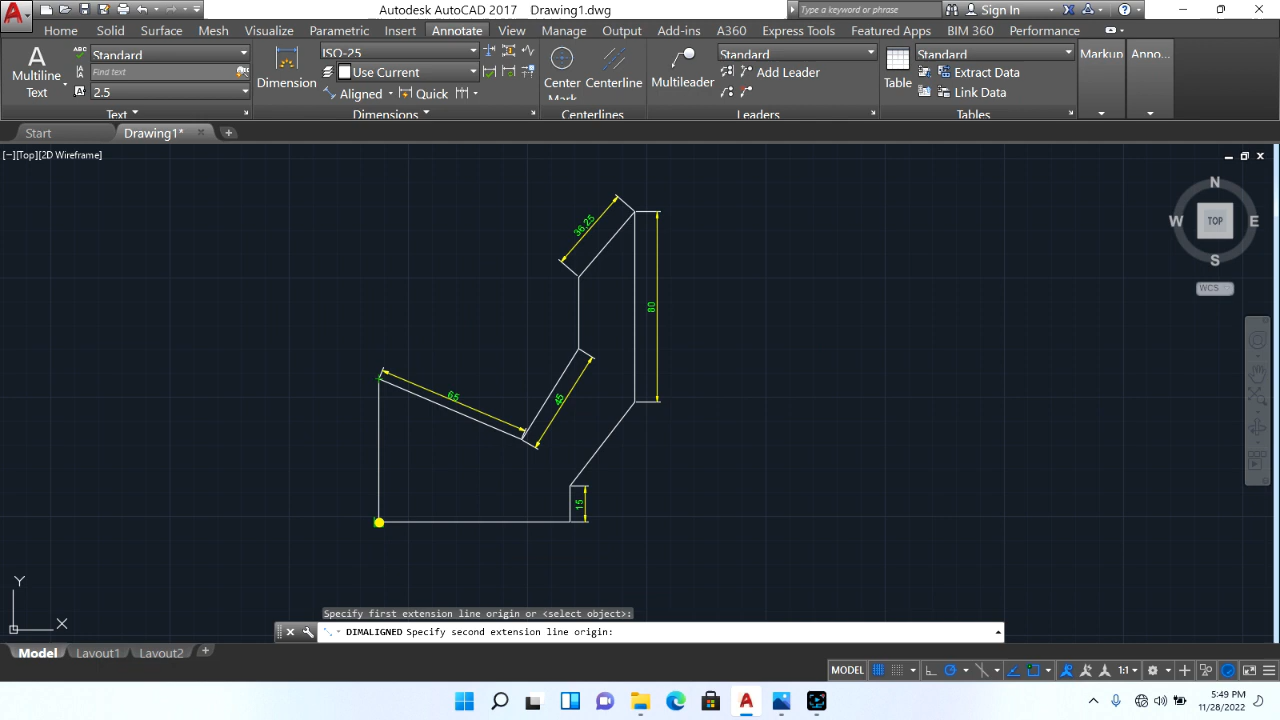 Autodesk AutoCAD 2017 Drawing1.dwg
Type a keyword or phrase
Sign In
Home Solid Surface Mesh Visualize Parametric Insert Annotate View Manage Output Add-ins A360 Express Tools Featured Apps BIM 360 Performance
Multiline
Text
Standard
Find text
2.5
Text
Dimension
ISO-25
Use Current
Aligned
Quick
Dimensions
Center
Mark
Centerline
Centerlines
Multileader
Standard
Add Leader
Leaders
Table
Standard
Extract Data
Link Data
Tables
Markup
Anno...
Start
Drawing1*
[−][Top][2D Wireframe]
N
W
TOP
E
S
WCS
36,25
80
65
45
15
Y
X
Specify first extension line origin or <select object>:
DIMALIGNED Specify second extension line origin:
Model Layout1 Layout2
MODEL
1:1
5:49 PM
11/28/2022